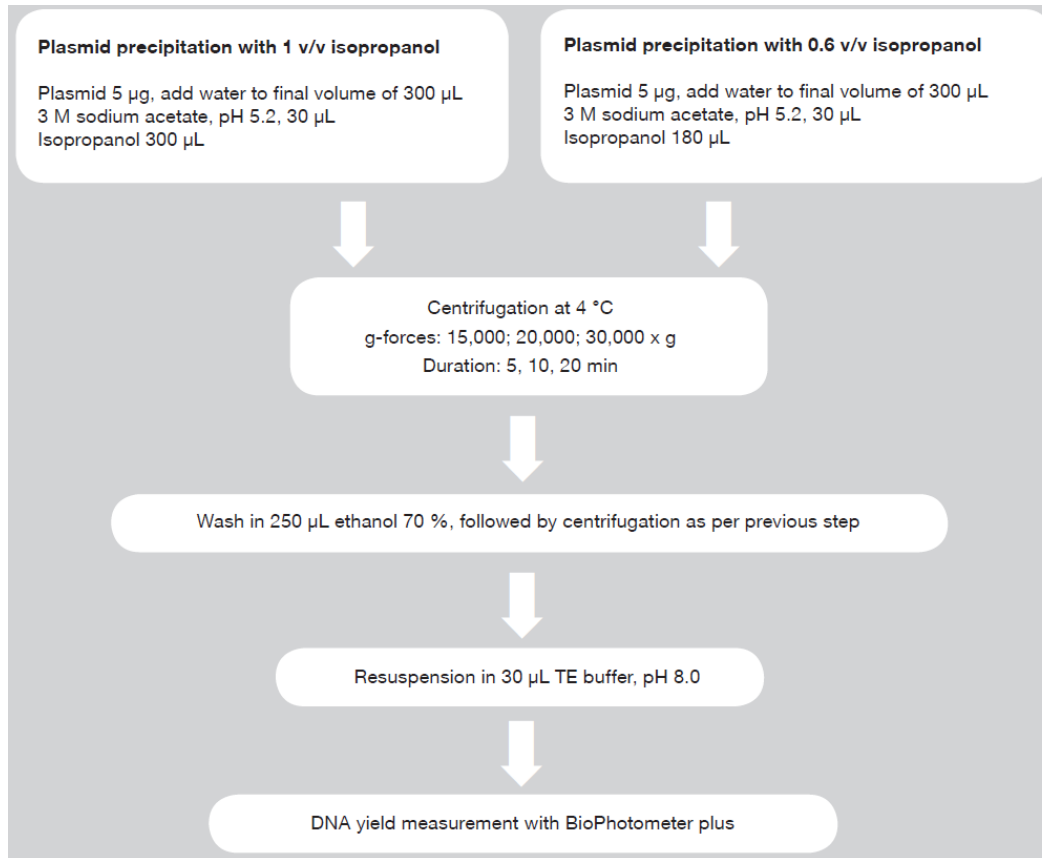 Plasmid precipitation with 1 v/v isopropanol
Plasmid 5 µg, add water to final volume of 300 µL
3 M sodium acetate, pH 5.2, 30 µL
Isopropanol 300 µL
Plasmid precipitation with 0.6 v/v isopropanol
Plasmid 5 µg, add water to final volume of 300 µL
3 M sodium acetate, pH 5.2, 30 µL
Isopropanol 180 µL
Centrifugation at 4 °C
g-forces: 15,000; 20,000; 30,000 x g
Duration: 5, 10, 20 min
Wash in 250 µL ethanol 70 %, followed by centrifugation as per previous step
Resuspension in 30 µL TE buffer, pH 8.0
DNA yield measurement with BioPhotometer plus